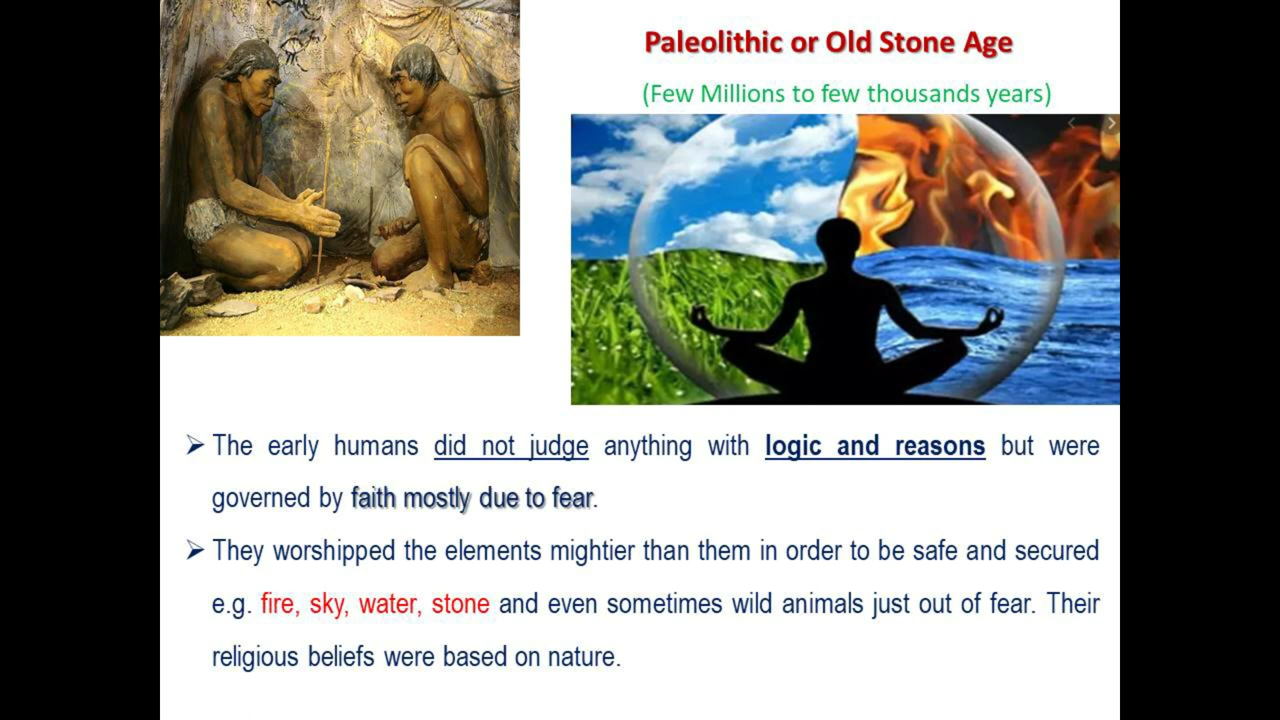 Paleolithic or Old Stone Age
(Few Millions to few thousands years)
➢ The early humans did not judge anything with logic and reasons but were
governed by faith mostly due to fear.
➢ They worshipped the elements mightier than them in order to be safe and secured
e.g. fire, sky, water, stone and even sometimes wild animals just out of fear. Their
religious beliefs were based on nature.